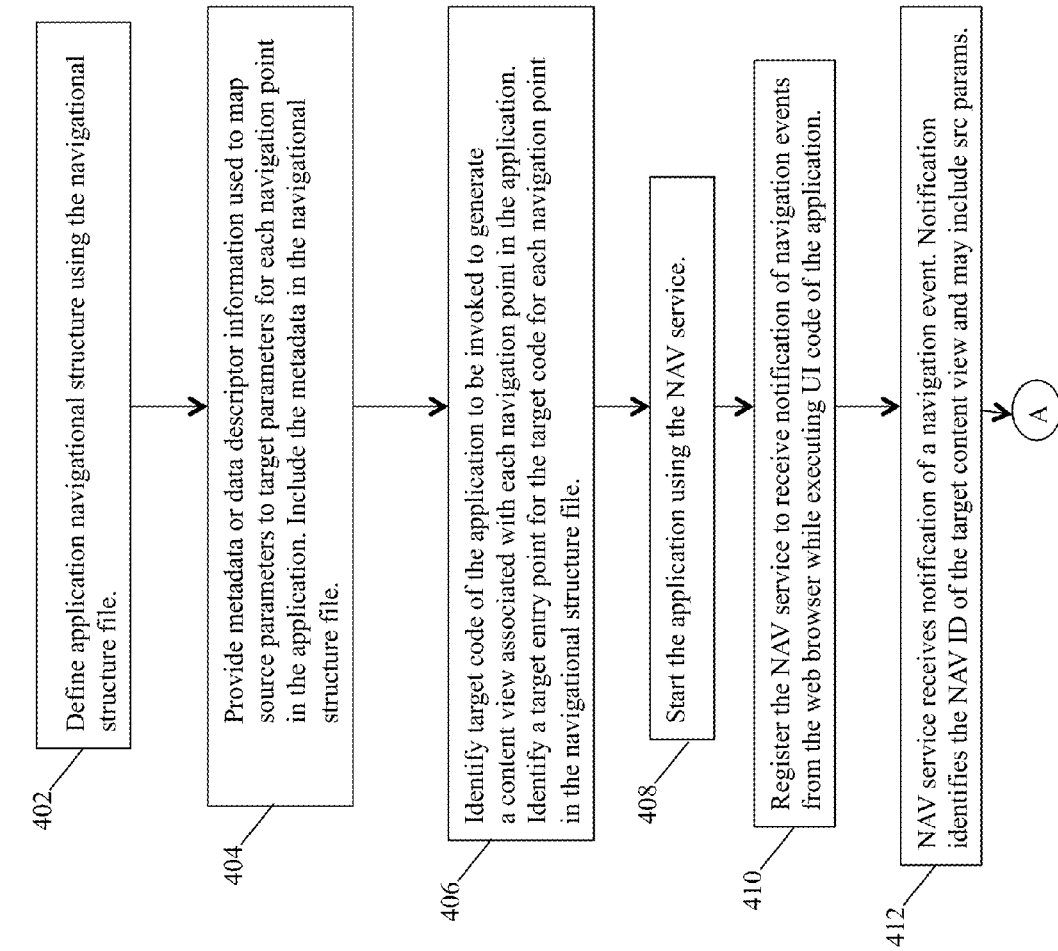 402
Define application navigational structure using the navigational
structure file.
404
Provide metadata or data descriptor information used to map
source parameters to target parameters for each navigation point
in the application. Include the metadata in the navigational
structure file.
406
Identify target code of the application to be invoked to generate
a content view associated with each navigation point in the application.
Identify a target entry point for the target code for each navigation point
in the navigational structure file.
408
Start the application using the NAV service.
410
Register the NAV service to receive notification of navigation events
from the web browser while executing UI code of the application.
412
NAV service receives notification of a navigation event. Notification
identifies the NAV ID of the target content view and may include src params.
A